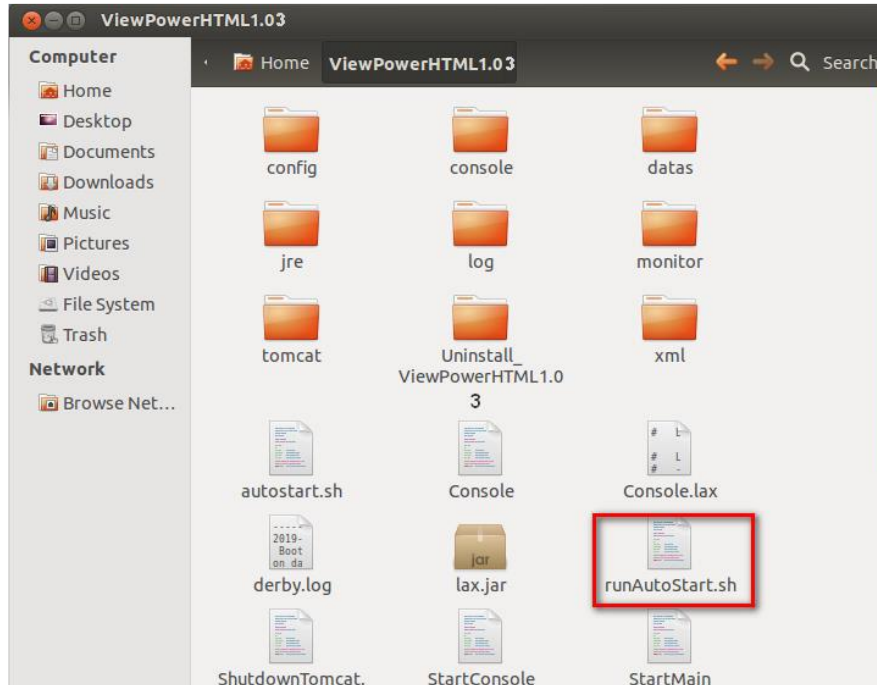 ViewPowerHTML1.03
Computer
Home
Desktop
Documents
Downloads
Music
Pictures
Videos
File System
Trash
Network
Browse Net...
Home ViewPowerHTML1.03 Search
config console datas
jre log monitor
tomcat Uninstall_ xml
ViewPowerHTML1.0
3
# L
# L
# -
autostart.sh Console Console.lax
-----
2019-
Boot
on da
jar
derby.log lax.jar runAutoStart.sh
ShutdownTomcat. StartConsole StartMain